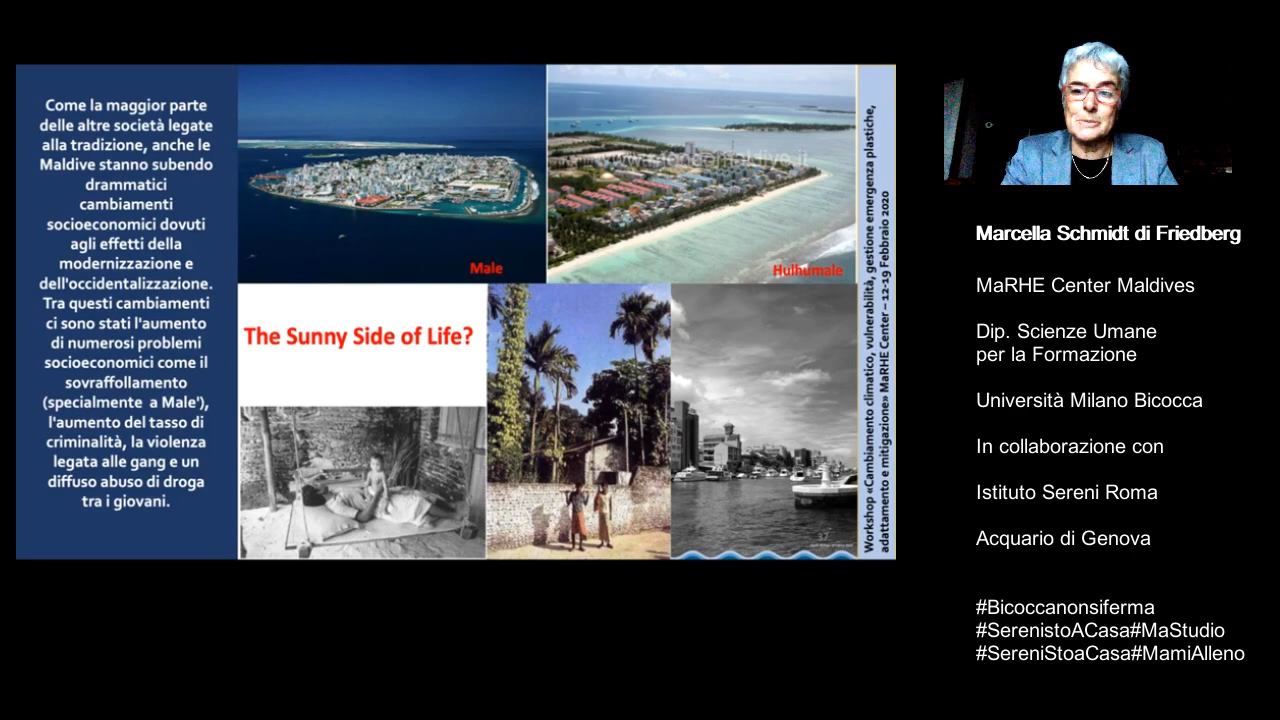 Come la maggior parte
delle altre società legate
alla tradizione, anche le
Maldive stanno subendo
drammatici
cambiamenti
socioeconomici dovuti
agli effetti della
modernizzazione e
dell'occidentalizzazione.
Tra questi cambiamenti
ci sono stati l'aumento
di numerosi problemi
socioeconomici come il
sovraffollamento
(specialmente a Male'),
l'aumento del tasso di
criminalità, la violenza
legata alle gang e un
diffuso abuso di droga
tra i giovani.
Male
Hulhumale
The Sunny Side of Life?
37
Workshop «Cambiamento climatico, vulnerabilità, gestione emergenza plastiche,
adattamento e mitigazione» MaRHE Center – 12-19 Febbraio 2020
Marcella Schmidt di Friedberg
MaRHE Center Maldives
Dip. Scienze Umane
per la Formazione
Università Milano Bicocca
In collaborazione con
Istituto Sereni Roma
Acquario di Genova
#Bicoccanonsiferma
#SerenistoACasa#MaStudio
#SereniStoaCasa#MamiAlleno